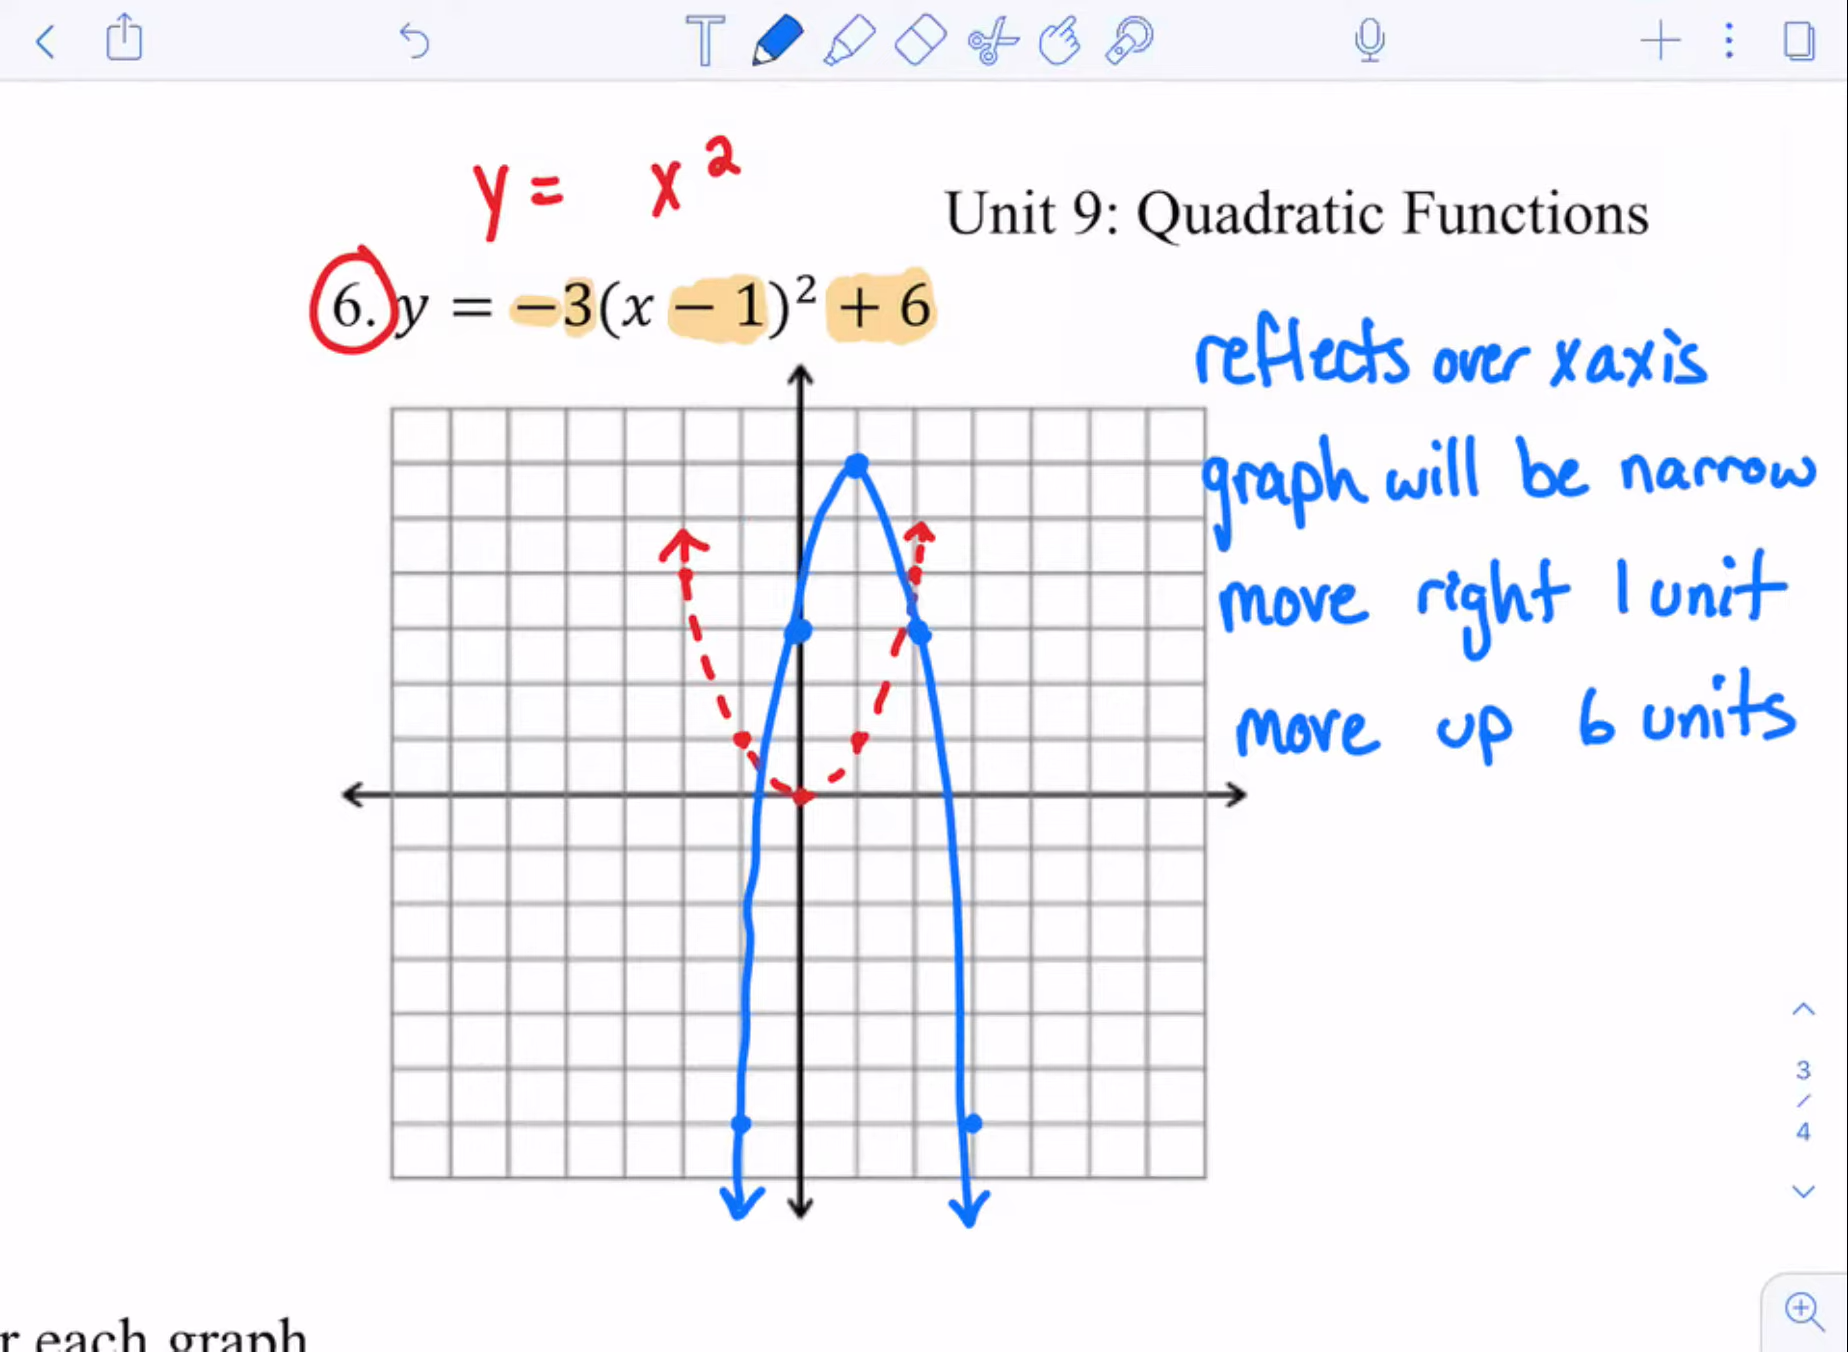 y = x²
Unit 9: Quadratic Functions
6. y = −3(x − 1)² + 6
reflects over x axis
graph will be narrow
move right 1 unit
move up 6 units
3
/
4
r each graph